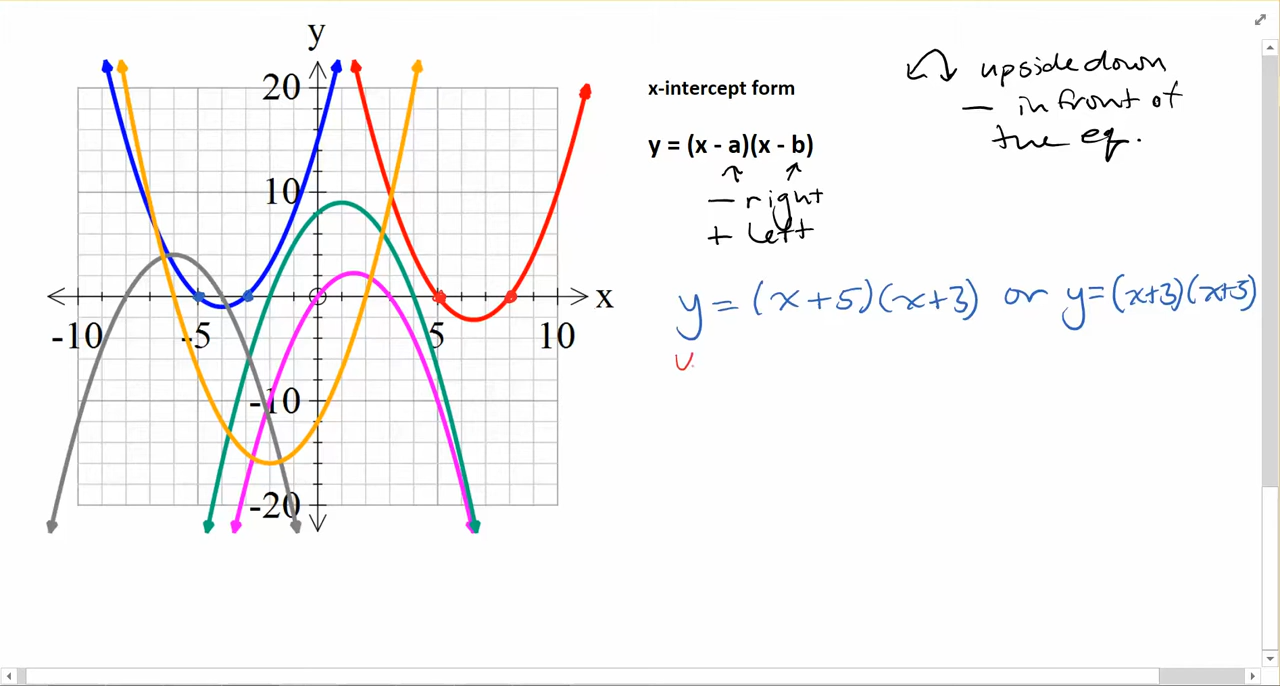 y
20
10
x
-10
-5
5
10
-10
-20
x-intercept form
y = (x - a)(x - b)
— right
+ left
upside down
— in front of
the eq.
y = (x+5)(x+3) or y=(x+3)(x+5)